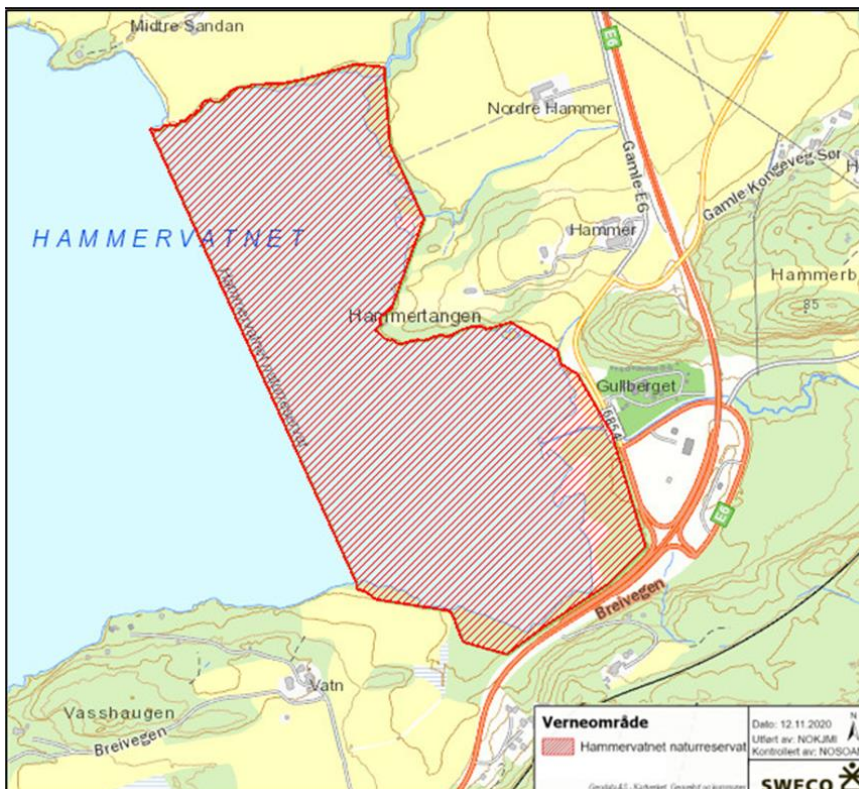 Midtre Sandan
E6
Nordre Hammer
Gamle E6
Gamle Kongeveg Sør
HAMMERVATNET
Hammer
Hammerb
85
Hammertangen
Hammervatnet naturreservat
Gullberget
6854
E6
Breivegen
Vatn
Vasshaugen
Breivegen
Verneområde
Hammervatnet naturreservat
Dato: 12.11.2020
Utført av: NOKJMI
Kontrollert av: NOSOAM
N
SWECO